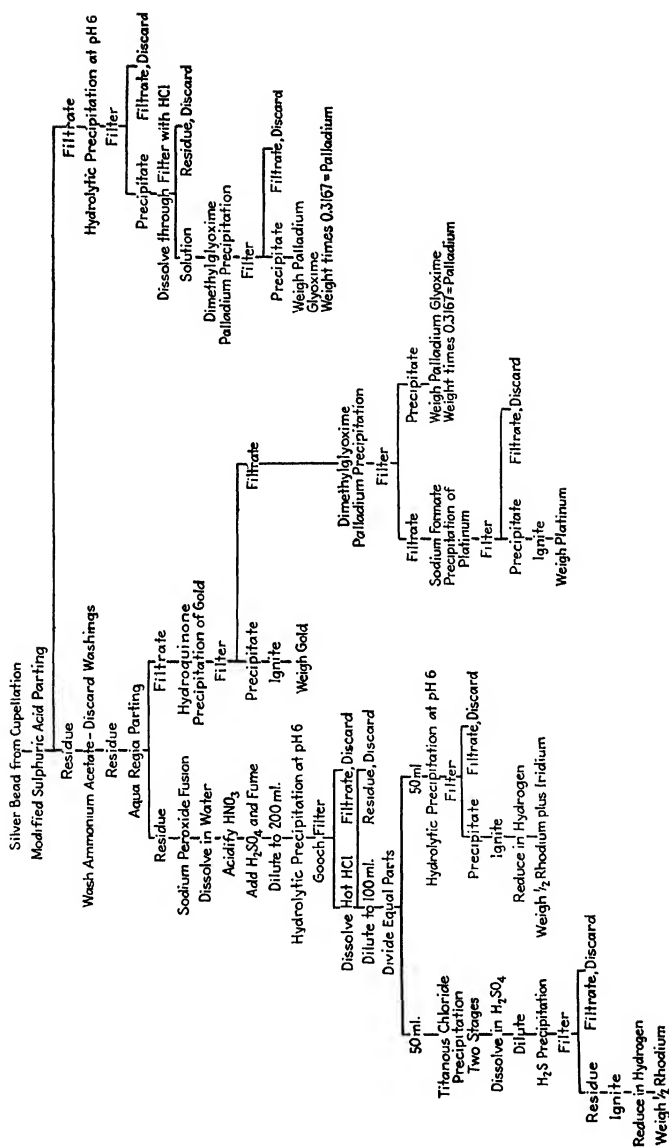 Silver Bead from Cupellation
Modified Sulphuric Acid Parting
Residue
Wash Ammonium Acetate - Discard Washings
Residue
Aqua Regia Parting
Residue
Sodium Peroxide Fusion
Dissolve in Water
Acidify HNO3
Add H2SO4 and Fume
Dilute to 200 ml.
Hydrolytic Precipitation at pH 6
Gooch Filter
Dissolve Hot HCl
Filtrate, Discard
Dilute to 100 ml.
Residue, Discard
Divide Equal Parts
50 ml.
Titanous Chloride
Precipitation
Two Stages
Dissolve in H2SO4
Dilute
H2S Precipitation
Filter
Residue
Filtrate, Discard
Ignite
Reduce in Hydrogen
Weigh ½ Rhodium
50 ml
Hydrolytic Precipitation at pH 6
Filter
Precipitate
Filtrate, Discard
Ignite
Reduce in Hydrogen
Weigh ½ Rhodium plus Iridium
Filtrate
Hydroquinone
Precipitation of Gold
Filter
Precipitate
Ignite
Weigh Gold
Filtrate
Dimethylglyoxime
Palladium Precipitation
Filter
Filtrate
Sodium Formate
Precipitation of
Platinum
Filter
Precipitate
Filtrate, Discard
Ignite
Weigh Platinum
Precipitate
Weigh Palladium Glyoxime
Weight times 0.3167 = Palladium
Filtrate
Hydrolytic Precipitation at pH 6
Filter
Precipitate
Filtrate, Discard
Dissolve through Filter with HCl
Solution
Residue, Discard
Dimethylglyoxime
Palladium Precipitation
Filter
Precipitate
Filtrate, Discard
Weigh Palladium
Glyoxime
Weight times 0.3167 = Palladium